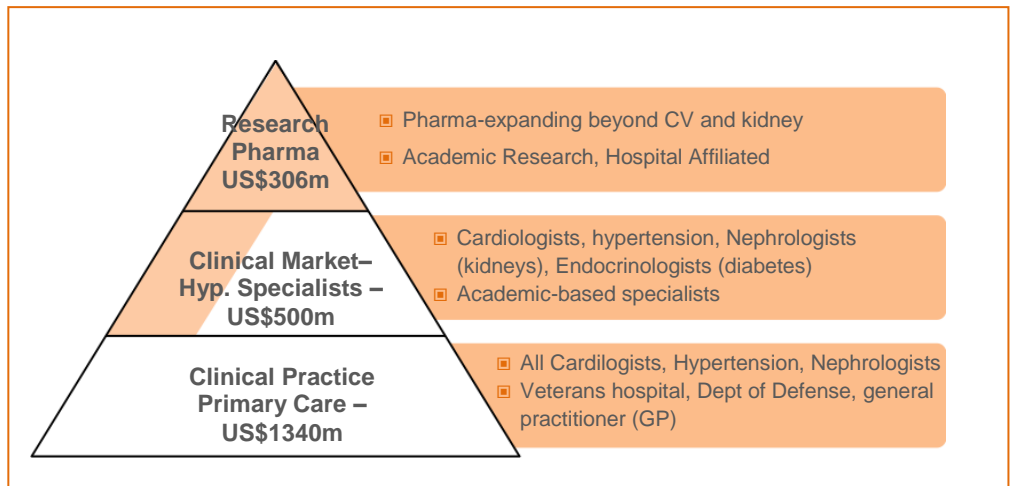 Research
Pharma
US$306m
Pharma-expanding beyond CV and kidney
Academic Research, Hospital Affiliated
Clinical Market–
Hyp. Specialists –
US$500m
Cardiologists, hypertension, Nephrologists
(kidneys), Endocrinologists (diabetes)
Academic-based specialists
Clinical Practice
Primary Care –
US$1340m
All Cardilogists, Hypertension, Nephrologists
Veterans hospital, Dept of Defense, general
practitioner (GP)